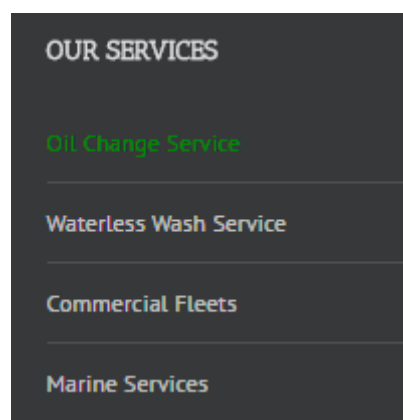 OUR SERVICES
Oil Change Service
Waterless Wash Service
Commercial Fleets
Marine Services